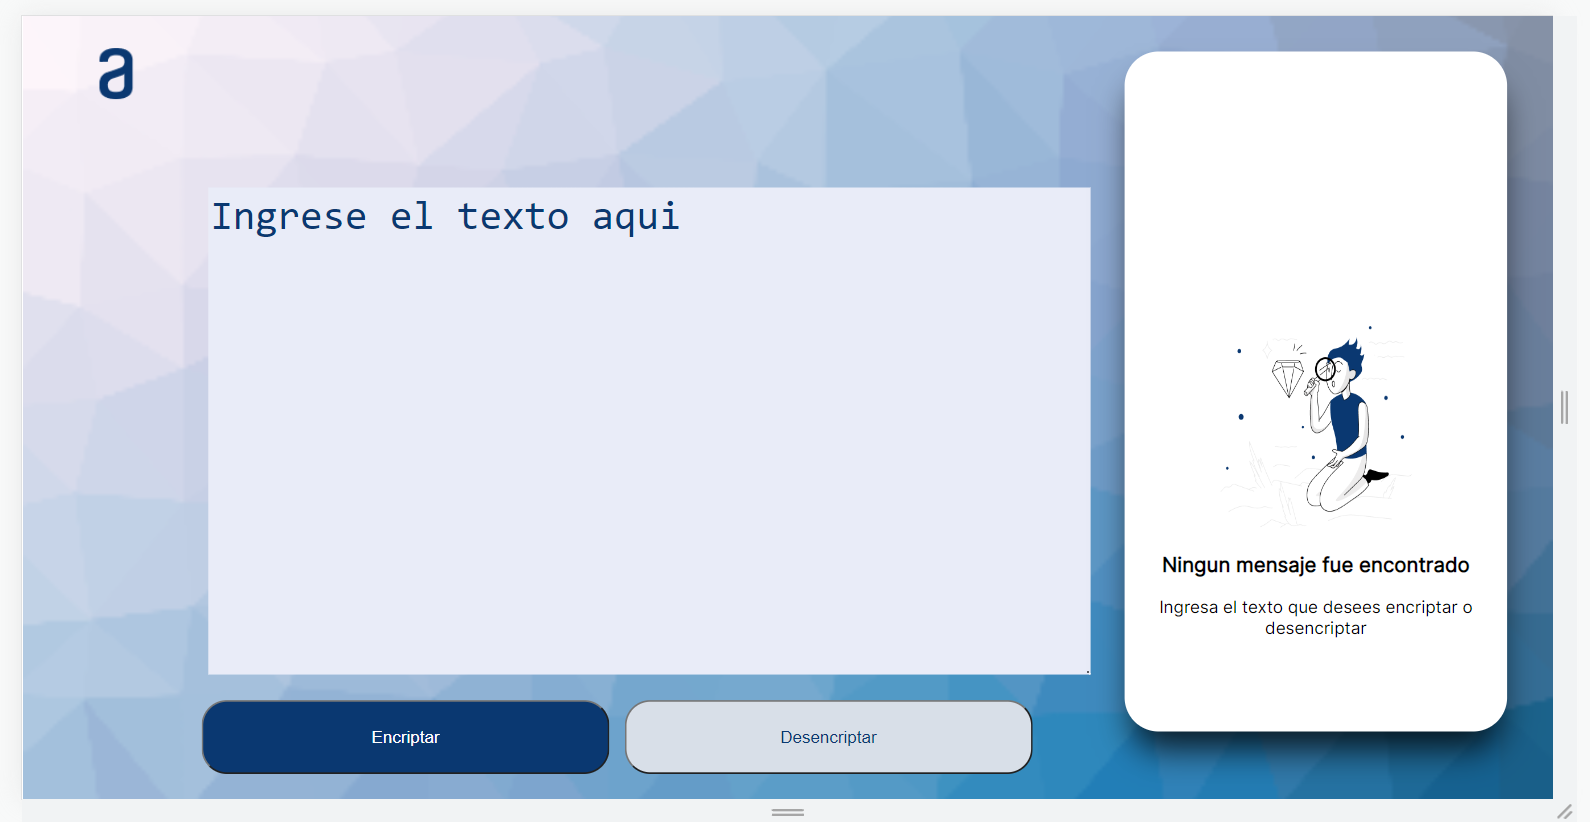 a
Ingrese el texto aqui
Encriptar
Desencriptar
Ningun mensaje fue encontrado
Ingresa el texto que desees encriptar o
desencriptar